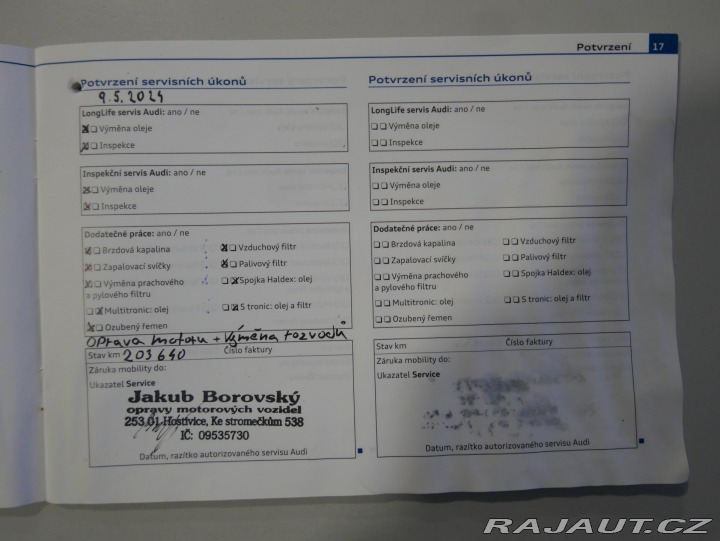 Potvrzení 17
Potvrzení servisních úkonů
9.5.2024
LongLife servis Audi: ano / ne
Výměna oleje
Inspekce
Inspekční servis Audi: ano / ne
Výměna oleje
Inspekce
Dodatečné práce: ano / ne
Brzdová kapalina
Vzduchový filtr
Zapalovací svíčky
Palivový filtr
Výměna prachového
a pylového filtru
Spojka Haldex: olej
Multitronic: olej
S tronic: olej a filtr
Ozubený řemen
Oprava motoru + Výměna rozvodů
Stav km 203640 Číslo faktury
Záruka mobility do:
Ukazatel Service
Jakub Borovský
opravy motorových vozidel
253 01 Hostivice, Ke stromečkům 538
IČ: 09535730
Datum, razítko autorizovaného servisu Audi
Potvrzení servisních úkonů
LongLife servis Audi: ano / ne
Výměna oleje
Inspekce
Inspekční servis Audi: ano / ne
Výměna oleje
Inspekce
Dodatečné práce: ano / ne
Brzdová kapalina
Vzduchový filtr
Zapalovací svíčky
Palivový filtr
Výměna prachového
a pylového filtru
Spojka Haldex: olej
Multitronic: olej
S tronic: olej a filtr
Ozubený řemen
Stav km Číslo faktury
Záruka mobility do:
Ukazatel Service
Datum, razítko autorizovaného servisu Audi
RAJAUT.CZ